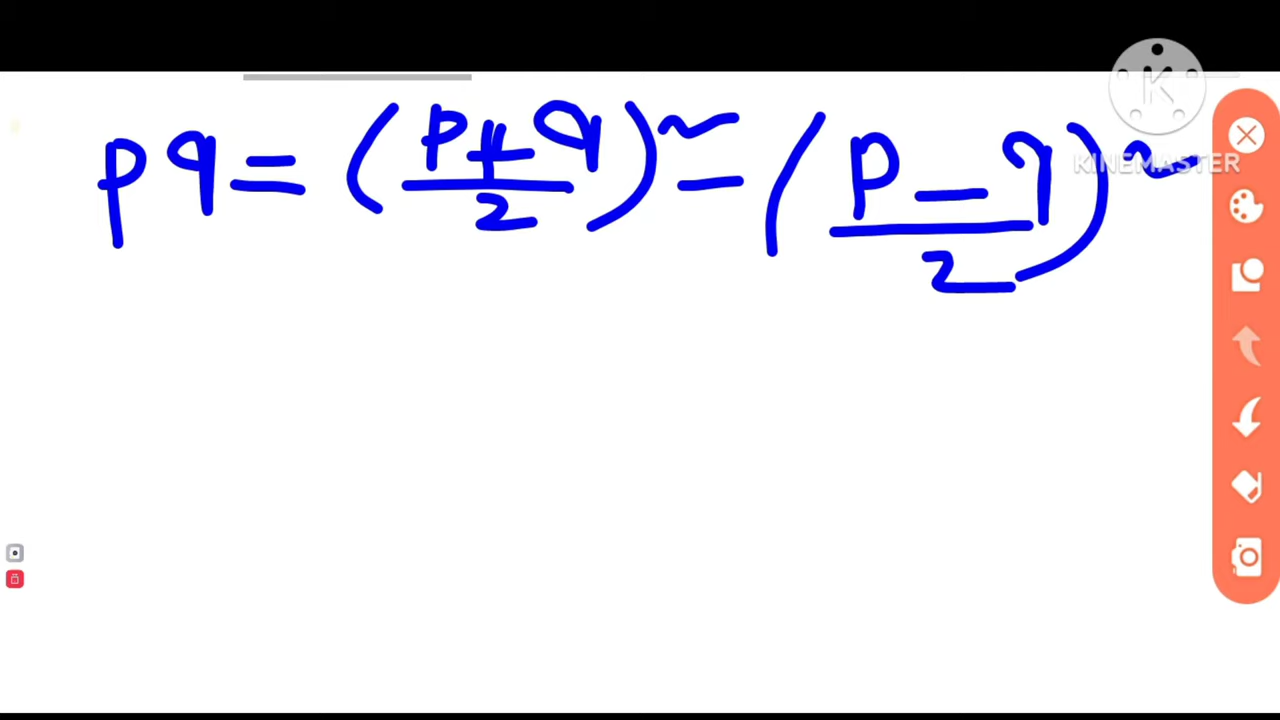 pq = (p+q/2)² - (p-q/2)²
KINEMASTER